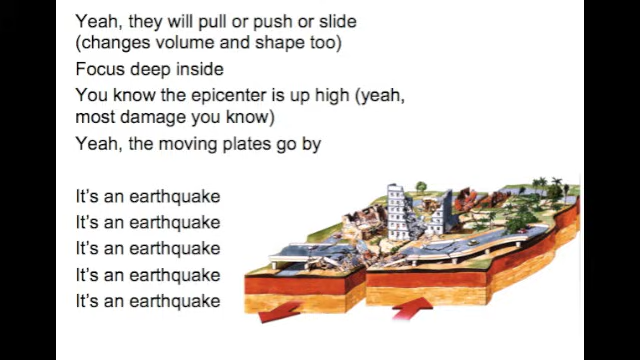 Yeah, they will pull or push or slide
(changes volume and shape too)
Focus deep inside
You know the epicenter is up high (yeah,
most damage you know)
Yeah, the moving plates go by
It's an earthquake
It's an earthquake
It's an earthquake
It's an earthquake
It's an earthquake